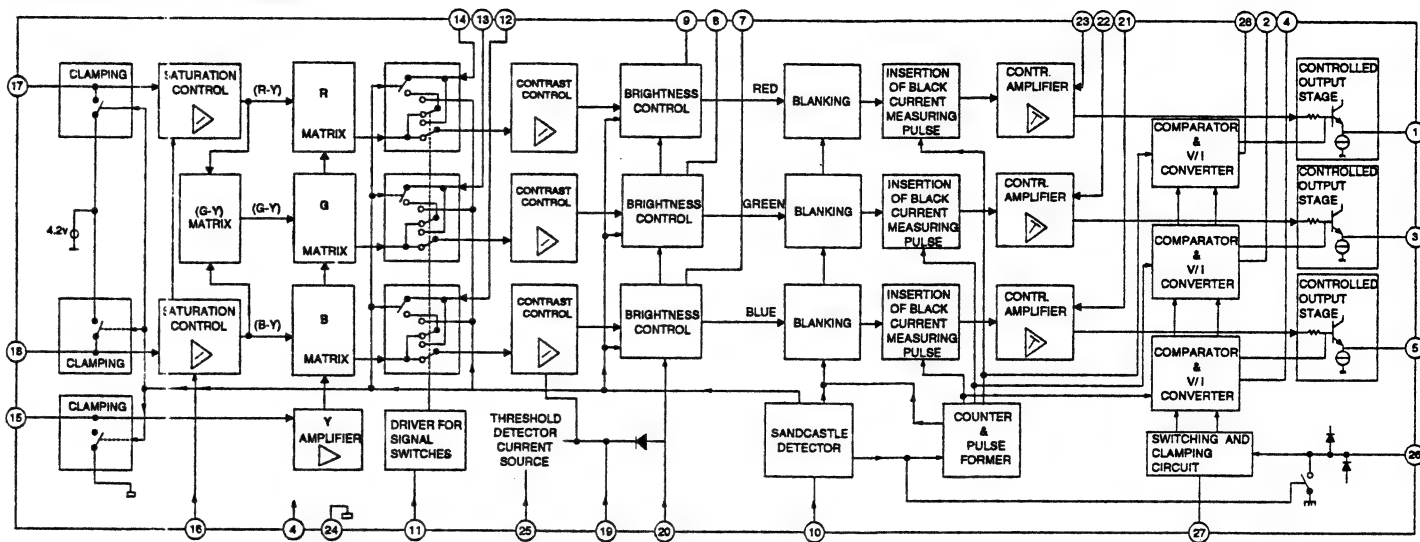 14 13 12 9 8 7 23 22 21 28 2 4
17
CLAMPING
SATURATION
CONTROL
(R-Y)
R
MATRIX
CONTRAST
CONTROL
BRIGHTNESS
CONTROL
RED
BLANKING
INSERTION
OF BLACK
CURRENT
MEASURING
PULSE
CONTR.
AMPLIFIER
COMPARATOR
&
V/I
CONVERTER
CONTROLLED
OUTPUT
STAGE
1
4.2v
(G-Y)
MATRIX
(G-Y)
G
MATRIX
CONTRAST
CONTROL
BRIGHTNESS
CONTROL
GREEN
BLANKING
INSERTION
OF BLACK
CURRENT
MEASURING
PULSE
CONTR.
AMPLIFIER
COMPARATOR
&
V/I
CONVERTER
CONTROLLED
OUTPUT
STAGE
3
18
CLAMPING
SATURATION
CONTROL
(B-Y)
B
MATRIX
CONTRAST
CONTROL
BRIGHTNESS
CONTROL
BLUE
BLANKING
INSERTION
OF BLACK
CURRENT
MEASURING
PULSE
CONTR.
AMPLIFIER
COMPARATOR
&
V/I
CONVERTER
CONTROLLED
OUTPUT
STAGE
5
15
CLAMPING
Y
AMPLIFIER
DRIVER FOR
SIGNAL
SWITCHES
THRESHOLD
DETECTOR
CURRENT
SOURCE
SANDCASTLE
DETECTOR
COUNTER
&
PULSE
FORMER
SWITCHING AND
CLAMPING
CIRCUIT
26
16 4 24 11 25 19 20 10 27